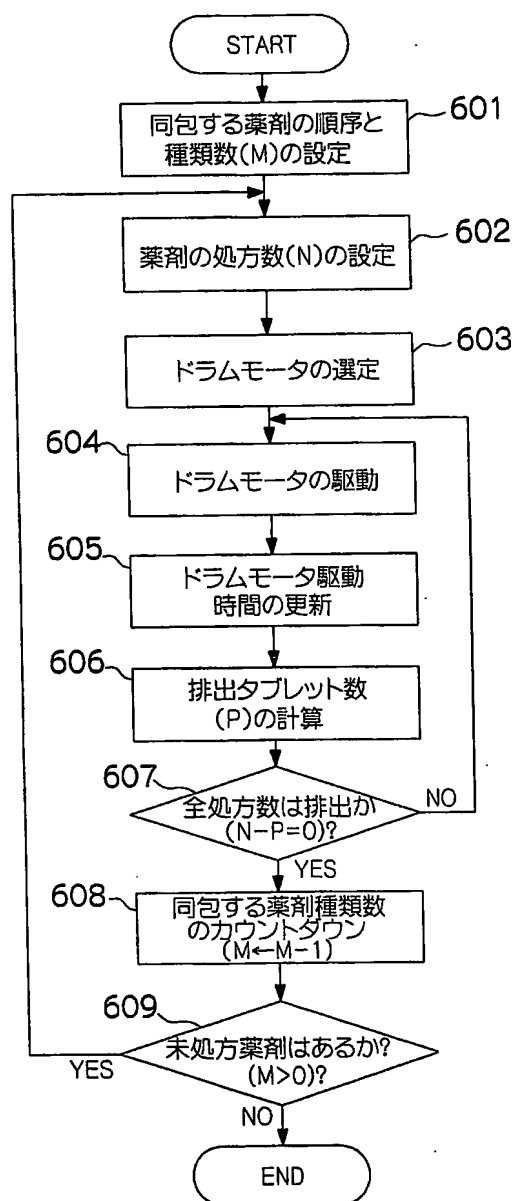 START
601
同包する薬剤の順序と
種類数(M)の設定
602
薬剤の処方数(N)の設定
603
ドラムモータの選定
604
ドラムモータの駆動
605
ドラムモータ駆動
時間の更新
606
排出タブレット数
(P)の計算
607
全処方数は排出か
(N-P=0)?
NO
YES
608
同包する薬剤種類数
のカウントダウン
(M←M-1)
609
未処方薬剤はあるか?
(M>0)?
YES
NO
END